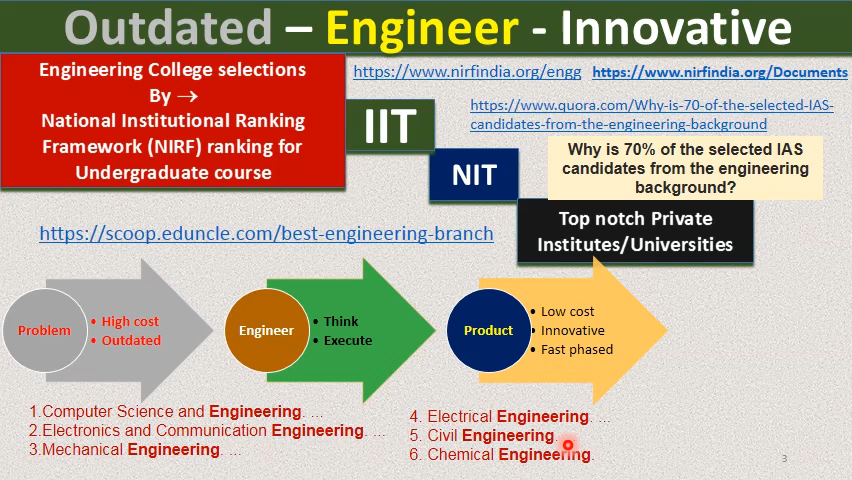 Outdated – Engineer - Innovative
Engineering College selections
By →
National Institutional Ranking
Framework (NIRF) ranking for
Undergraduate course
https://www.nirfindia.org/engg
https://www.nirfindia.org/Documents
IIT
https://www.quora.com/Why-is-70-of-the-selected-IAS-
candidates-from-the-engineering-background
NIT
Why is 70% of the selected IAS
candidates from the engineering
background?
Top notch Private
Institutes/Universities
https://scoop.eduncle.com/best-engineering-branch
Problem
• High cost
• Outdated
Engineer
• Think
• Execute
Product
• Low cost
• Innovative
• Fast phased
1.Computer Science and Engineering. ...
2.Electronics and Communication Engineering. ...
3.Mechanical Engineering. ...
4. Electrical Engineering. ...
5. Civil Engineering.
6. Chemical Engineering.
3